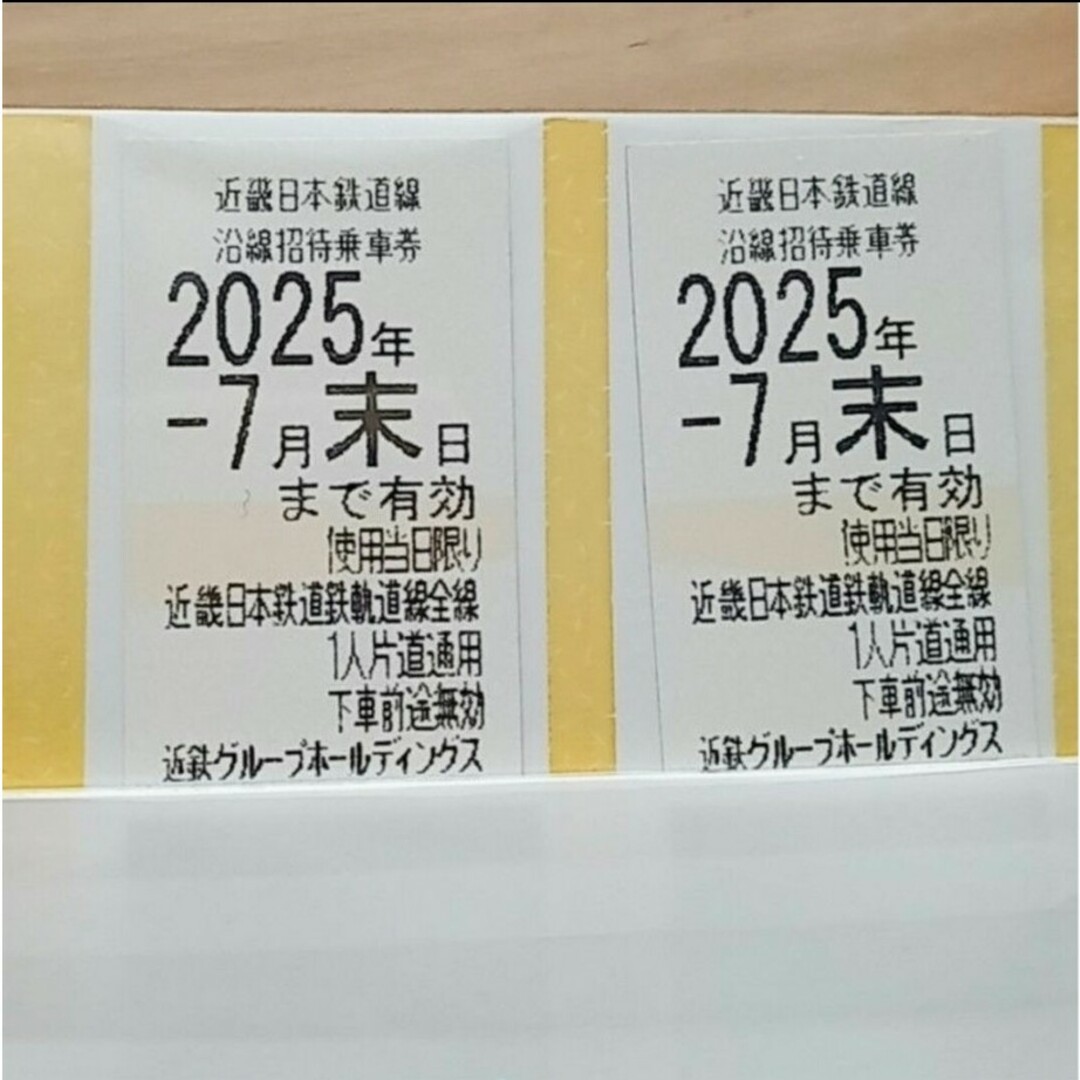 近畿日本鉄道線
沿線招待乗車券
2025年
-7月末日
まで有効
使用当日限り
近畿日本鉄道鉄軌道線全線
1人片道通用
下車前途無効
近鉄グループホールディングス
近畿日本鉄道線
沿線招待乗車券
2025年
-7月末日
まで有効
使用当日限り
近畿日本鉄道鉄軌道線全線
1人片道通用
下車前途無効
近鉄グループホールディングス